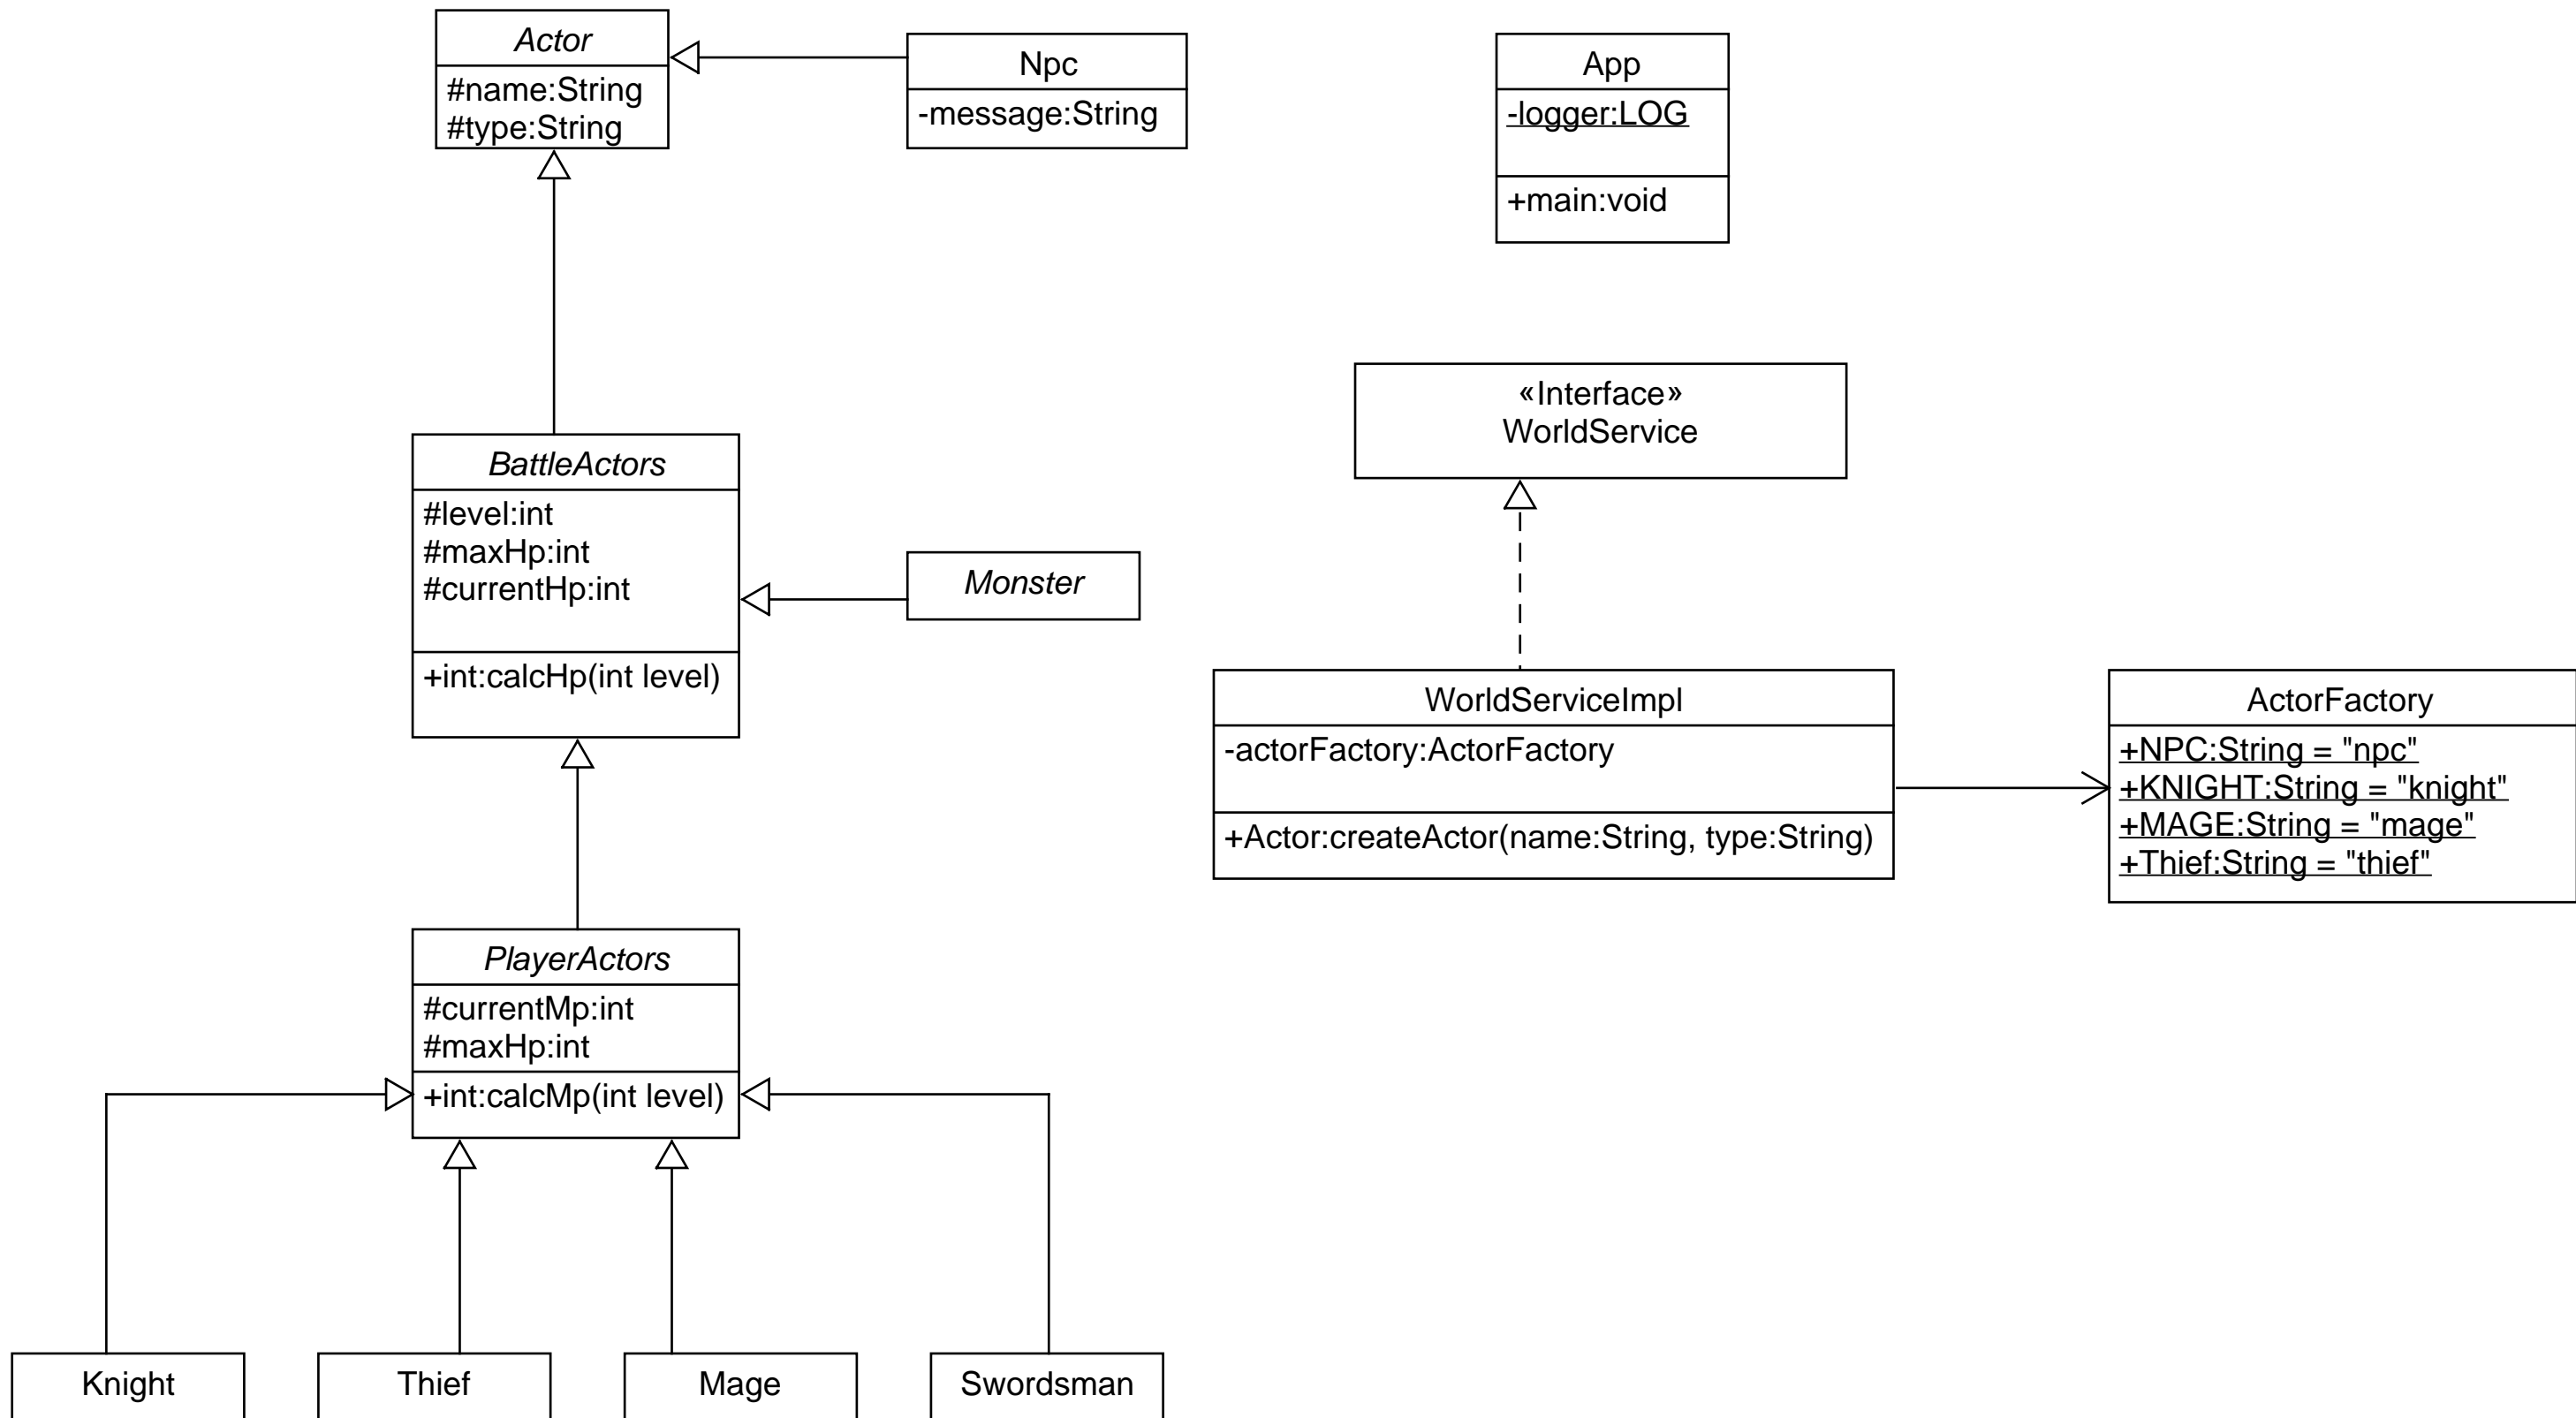 Actor
#name:String
#type:String
Npc
-message:String
App
-logger:LOG
+main:void
«Interface»
WorldService
BattleActors
#level:int
#maxHp:int
#currentHp:int
+int:calcHp(int level)
Monster
WorldServiceImpl
-actorFactory:ActorFactory
+Actor:createActor(name:String, type:String)
ActorFactory
+NPC:String = "npc"
+KNIGHT:String = "knight"
+MAGE:String = "mage"
+Thief:String = "thief"
PlayerActors
#currentMp:int
#maxHp:int
+int:calcMp(int level)
Knight
Thief
Mage
Swordsman